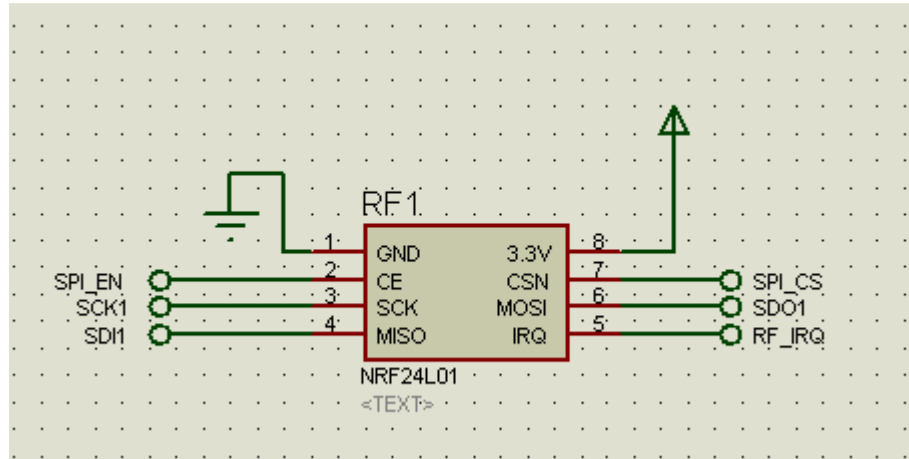 RF1
1 GND 3.3V 8
SPI_EN 2 CE CSN 7 SPI_CS
SCK1 3 SCK MOSI 6 SDO1
SDI1 4 MISO IRQ 5 RF_IRQ
NRF24L01
<TEXT>